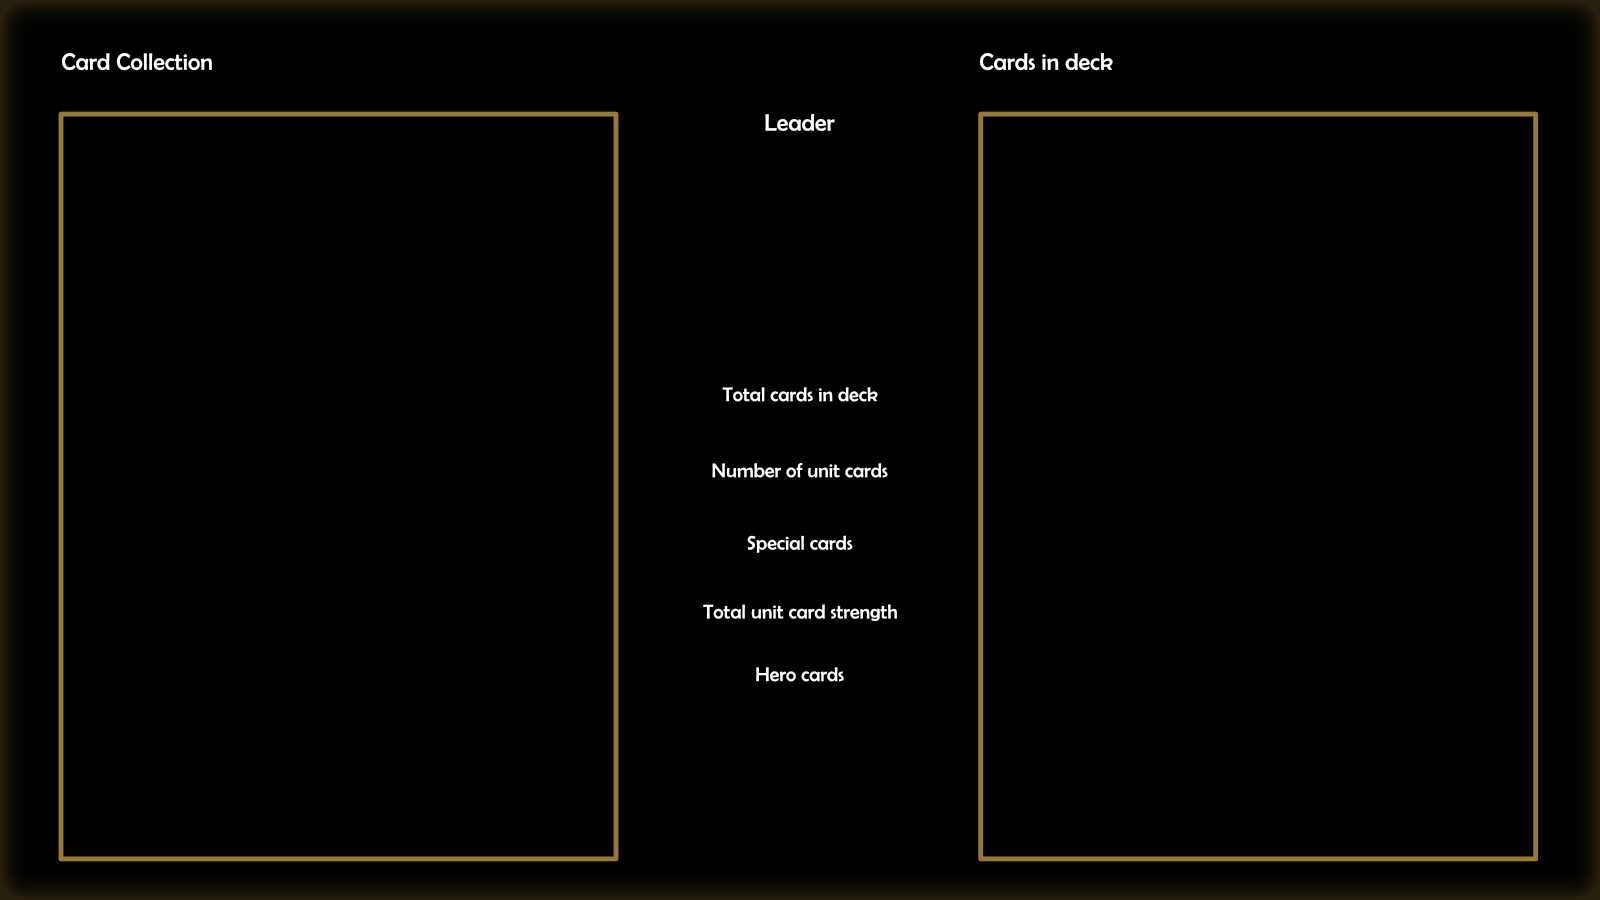 Card Collection
Cards in deck
Leader
Total cards in deck
Number of unit cards
Special cards
Total unit card strength
Hero cards